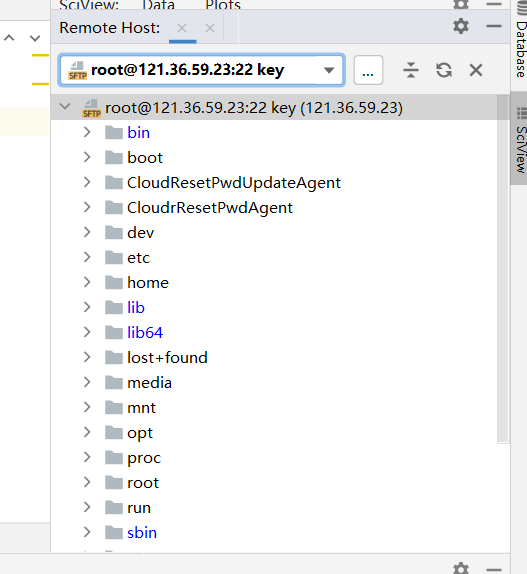 SciView: Data Plots
Remote Host:
SFTP root@121.36.59.23:22 key
...
SFTP root@121.36.59.23:22 key (121.36.59.23)
bin
boot
CloudResetPwdUpdateAgent
CloudrResetPwdAgent
dev
etc
home
lib
lib64
lost+found
media
mnt
opt
proc
root
run
sbin
Database
SciView